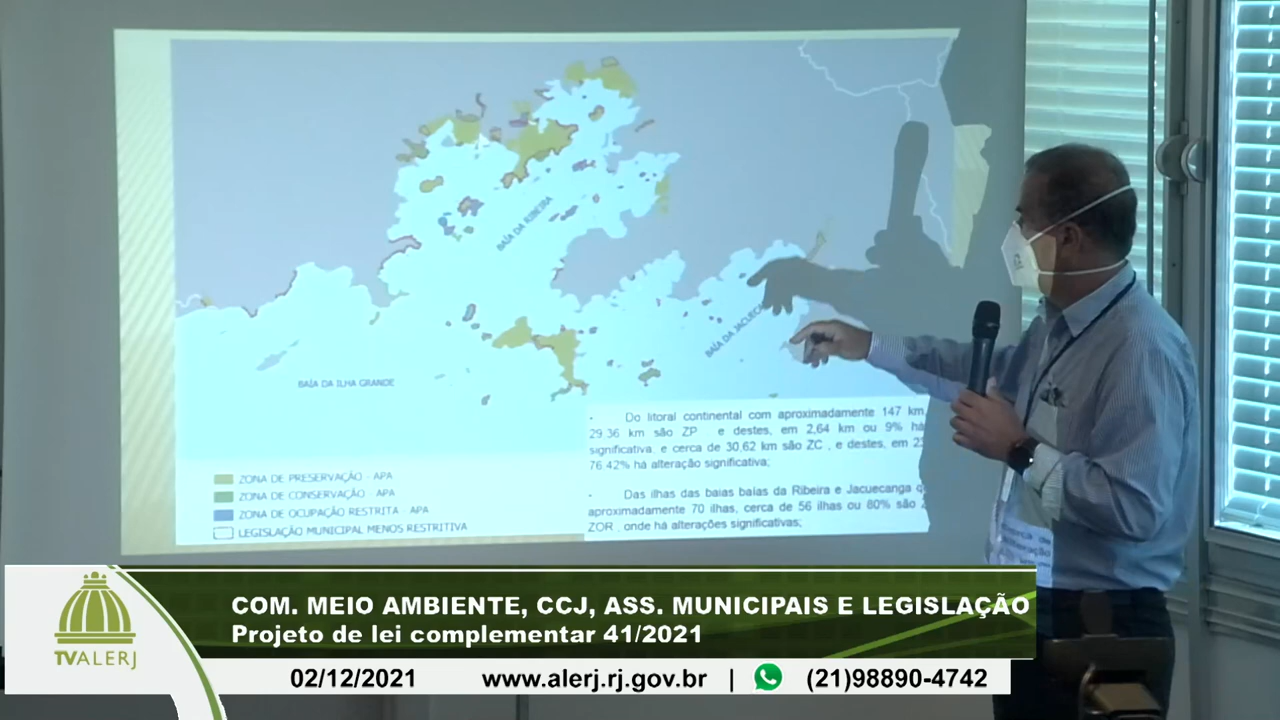 BAÍA DA RIBEIRA
BAÍA DA
BAÍA DA ILHA GRANDE
ZONA DE PRESERVAÇÃO - APA
ZONA DE CONSERVAÇÃO - APA
ZONA DE OCUPAÇÃO RESTRITA - APA
LEGISLAÇÃO MUNICIPAL MENOS RESTRITIVA
- Do litoral continental com aproximadamente 147 km,
29,36 km são ZP e destes, em 2,64 km ou 9% há
significativa, e cerca de 30,62 km são ZC , e destes, em
76,42% há alteração significativa;
- Das ilhas das baias baías da Ribeira e Jacuecanga
aproximadamente 70 ilhas, cerca de 56 ilhas ou 80% são
ZOR , onde há alterações significativas;
COM. MEIO AMBIENTE, CCJ, ASS. MUNICIPAIS E LEGISLAÇÃO
Projeto de lei complementar 41/2021
TVALERJ
02/12/2021 www.alerj.rj.gov.br | (21)98890-4742